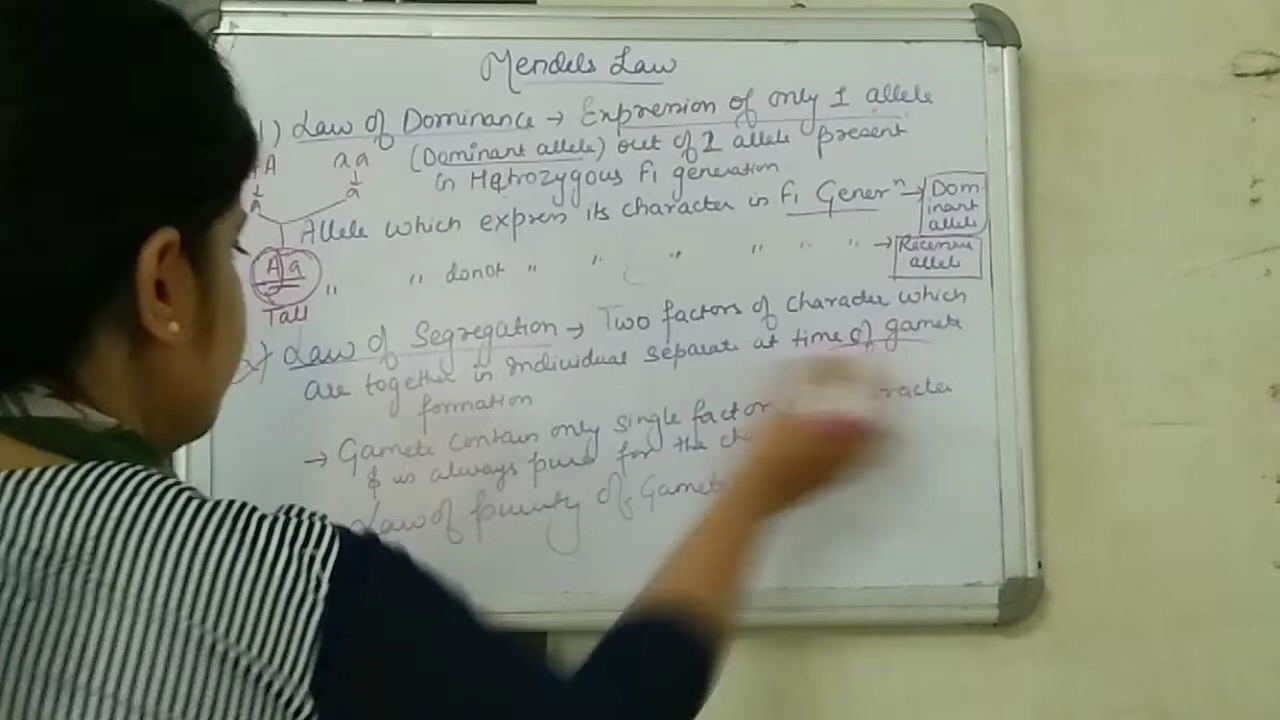 Mendels Law
1) Law of Dominance → Expression of only 1 allele
AA aa (Dominant allele) out of 2 allele present
A a in Hetrozygous F1 generation
Allele which express its character in F1 Generⁿ → Dominant allele
Aa " " donot " " " " " " → Recessive allele
Tall
2) Law of Segregation → Two factors of character which
are together in individual separate at time of gamete
formation
→ Gamete contain only single factor
& is always pure for the
Law of purity of